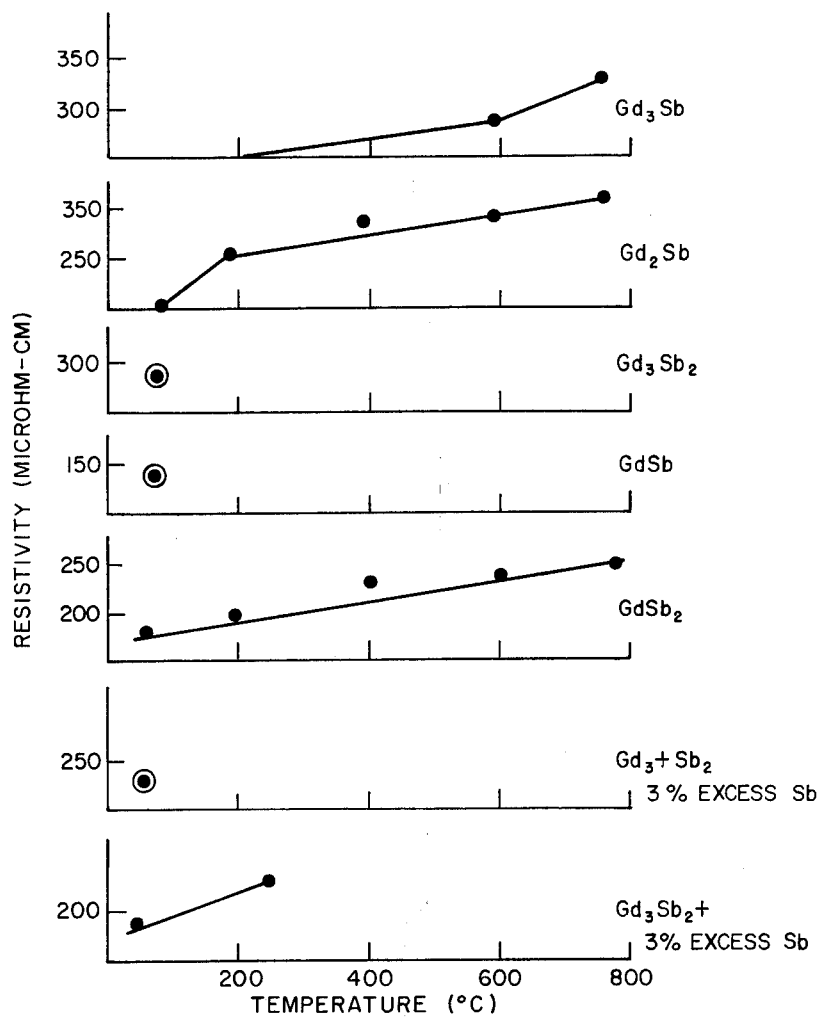 350
300
Gd₃Sb
350
250
Gd₂Sb
300
Gd₃Sb₂
150
GdSb
250
200
GdSb₂
250
Gd₃+Sb₂
3% EXCESS Sb
200
Gd₃Sb₂+
3% EXCESS Sb
200 400 600 800
TEMPERATURE (°C)
RESISTIVITY (MICROHM-CM)